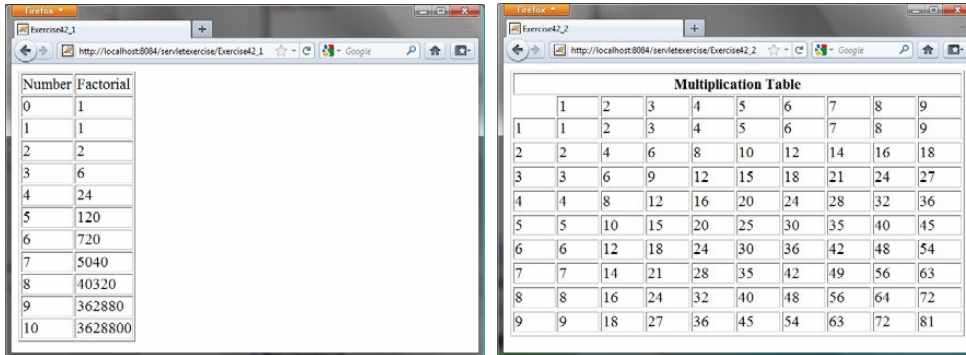 Firefox
Exercise42_1
http://localhost:8084/servletexercise/Exercise42_1
Google
Number Factorial
0 1
1 1
2 2
3 6
4 24
5 120
6 720
7 5040
8 40320
9 362880
10 3628800
Firefox
Exercise42_2
http://localhost:8084/servletexercise/Exercise42_2
Google
Multiplication Table
1 2 3 4 5 6 7 8 9
1 1 2 3 4 5 6 7 8 9
2 2 4 6 8 10 12 14 16 18
3 3 6 9 12 15 18 21 24 27
4 4 8 12 16 20 24 28 32 36
5 5 10 15 20 25 30 35 40 45
6 6 12 18 24 30 36 42 48 54
7 7 14 21 28 35 42 49 56 63
8 8 16 24 32 40 48 56 64 72
9 9 18 27 36 45 54 63 72 81